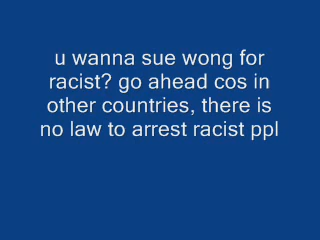 u wanna sue wong for
racist? go ahead cos in
other countries, there is
no law to arrest racist ppl